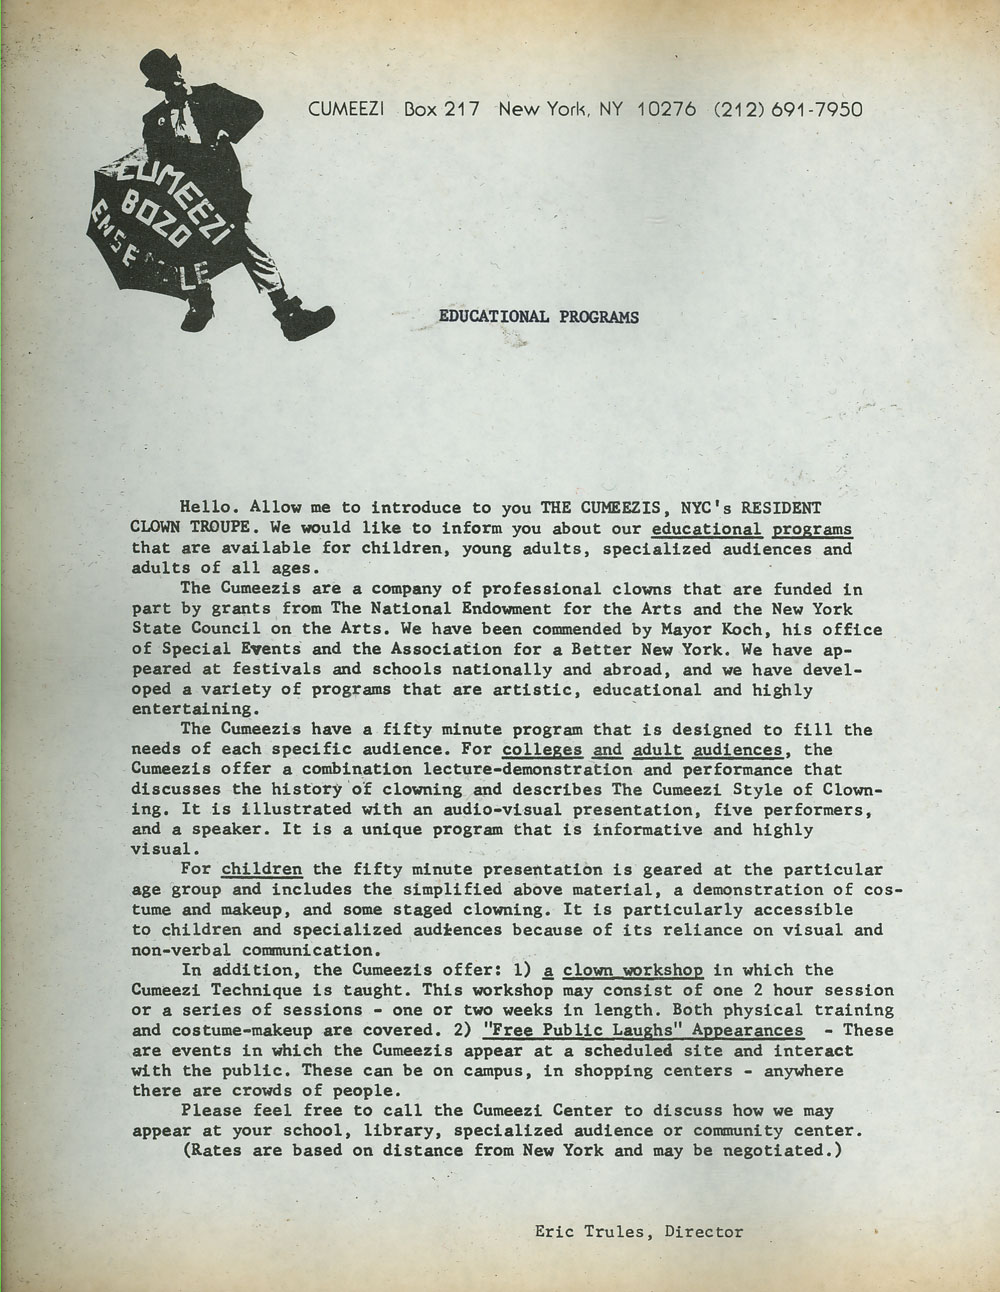 CUMEEZI Box 217 New York, NY 10276 (212) 691-7950
CUMEEZI
BOZO
ENSEMBLE
EDUCATIONAL PROGRAMS
Hello. Allow me to introduce to you THE CUMEEZIS, NYC's RESIDENT
CLOWN TROUPE. We would like to inform you about our educational programs
that are available for children, young adults, specialized audiences and
adults of all ages.
The Cumeezis are a company of professional clowns that are funded in
part by grants from The National Endowment for the Arts and the New York
State Council on the Arts. We have been commended by Mayor Koch, his office
of Special Events and the Association for a Better New York. We have ap-
peared at festivals and schools nationally and abroad, and we have devel-
oped a variety of programs that are artistic, educational and highly
entertaining.
The Cumeezis have a fifty minute program that is designed to fill the
needs of each specific audience. For colleges and adult audiences, the
Cumeezis offer a combination lecture-demonstration and performance that
discusses the history of clowning and describes The Cumeezi Style of Clown-
ing. It is illustrated with an audio-visual presentation, five performers,
and a speaker. It is a unique program that is informative and highly
visual.
For children the fifty minute presentation is geared at the particular
age group and includes the simplified above material, a demonstration of cos-
tume and makeup, and some staged clowning. It is particularly accessible
to children and specialized audiences because of its reliance on visual and
non-verbal communication.
In addition, the Cumeezis offer: 1) a clown workshop in which the
Cumeezi Technique is taught. This workshop may consist of one 2 hour session
or a series of sessions - one or two weeks in length. Both physical training
and costume-makeup are covered. 2) "Free Public Laughs" Appearances - These
are events in which the Cumeezis appear at a scheduled site and interact
with the public. These can be on campus, in shopping centers - anywhere
there are crowds of people.
Please feel free to call the Cumeezi Center to discuss how we may
appear at your school, library, specialized audience or community center.
(Rates are based on distance from New York and may be negotiated.)
Eric Trules, Director